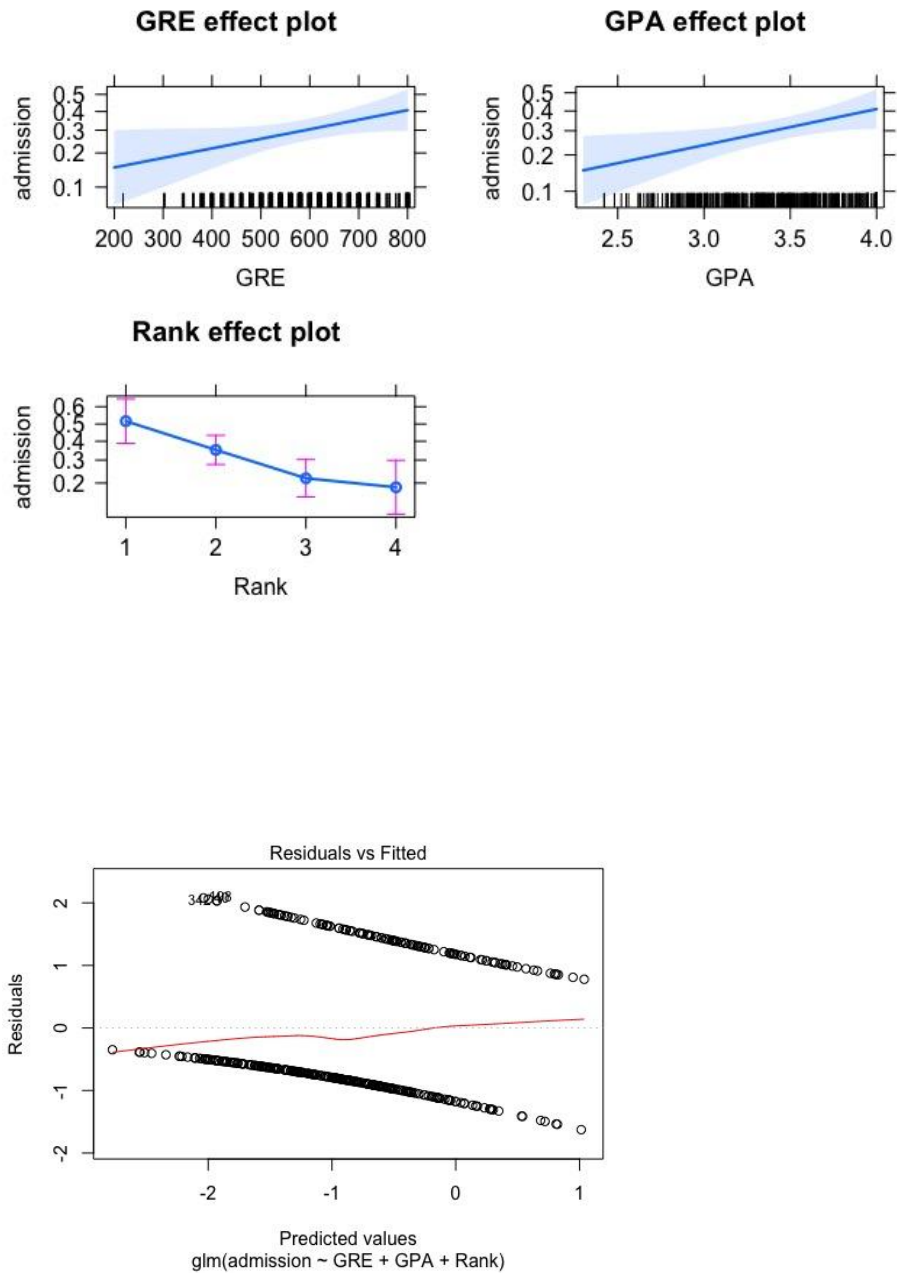 GRE effect plot
GPA effect plot
admission
0.5
0.4
0.3
0.2
0.1
200 300 400 500 600 700 800
GRE
admission
0.5
0.4
0.3
0.2
0.1
2.5 3.0 3.5 4.0
GPA
Rank effect plot
admission
0.6
0.5
0.4
0.3
0.2
1 2 3 4
Rank
Residuals vs Fitted
Residuals
2
1
0
-1
-2
-2 -1 0 1
Predicted values
glm(admission ~ GRE + GPA + Rank)